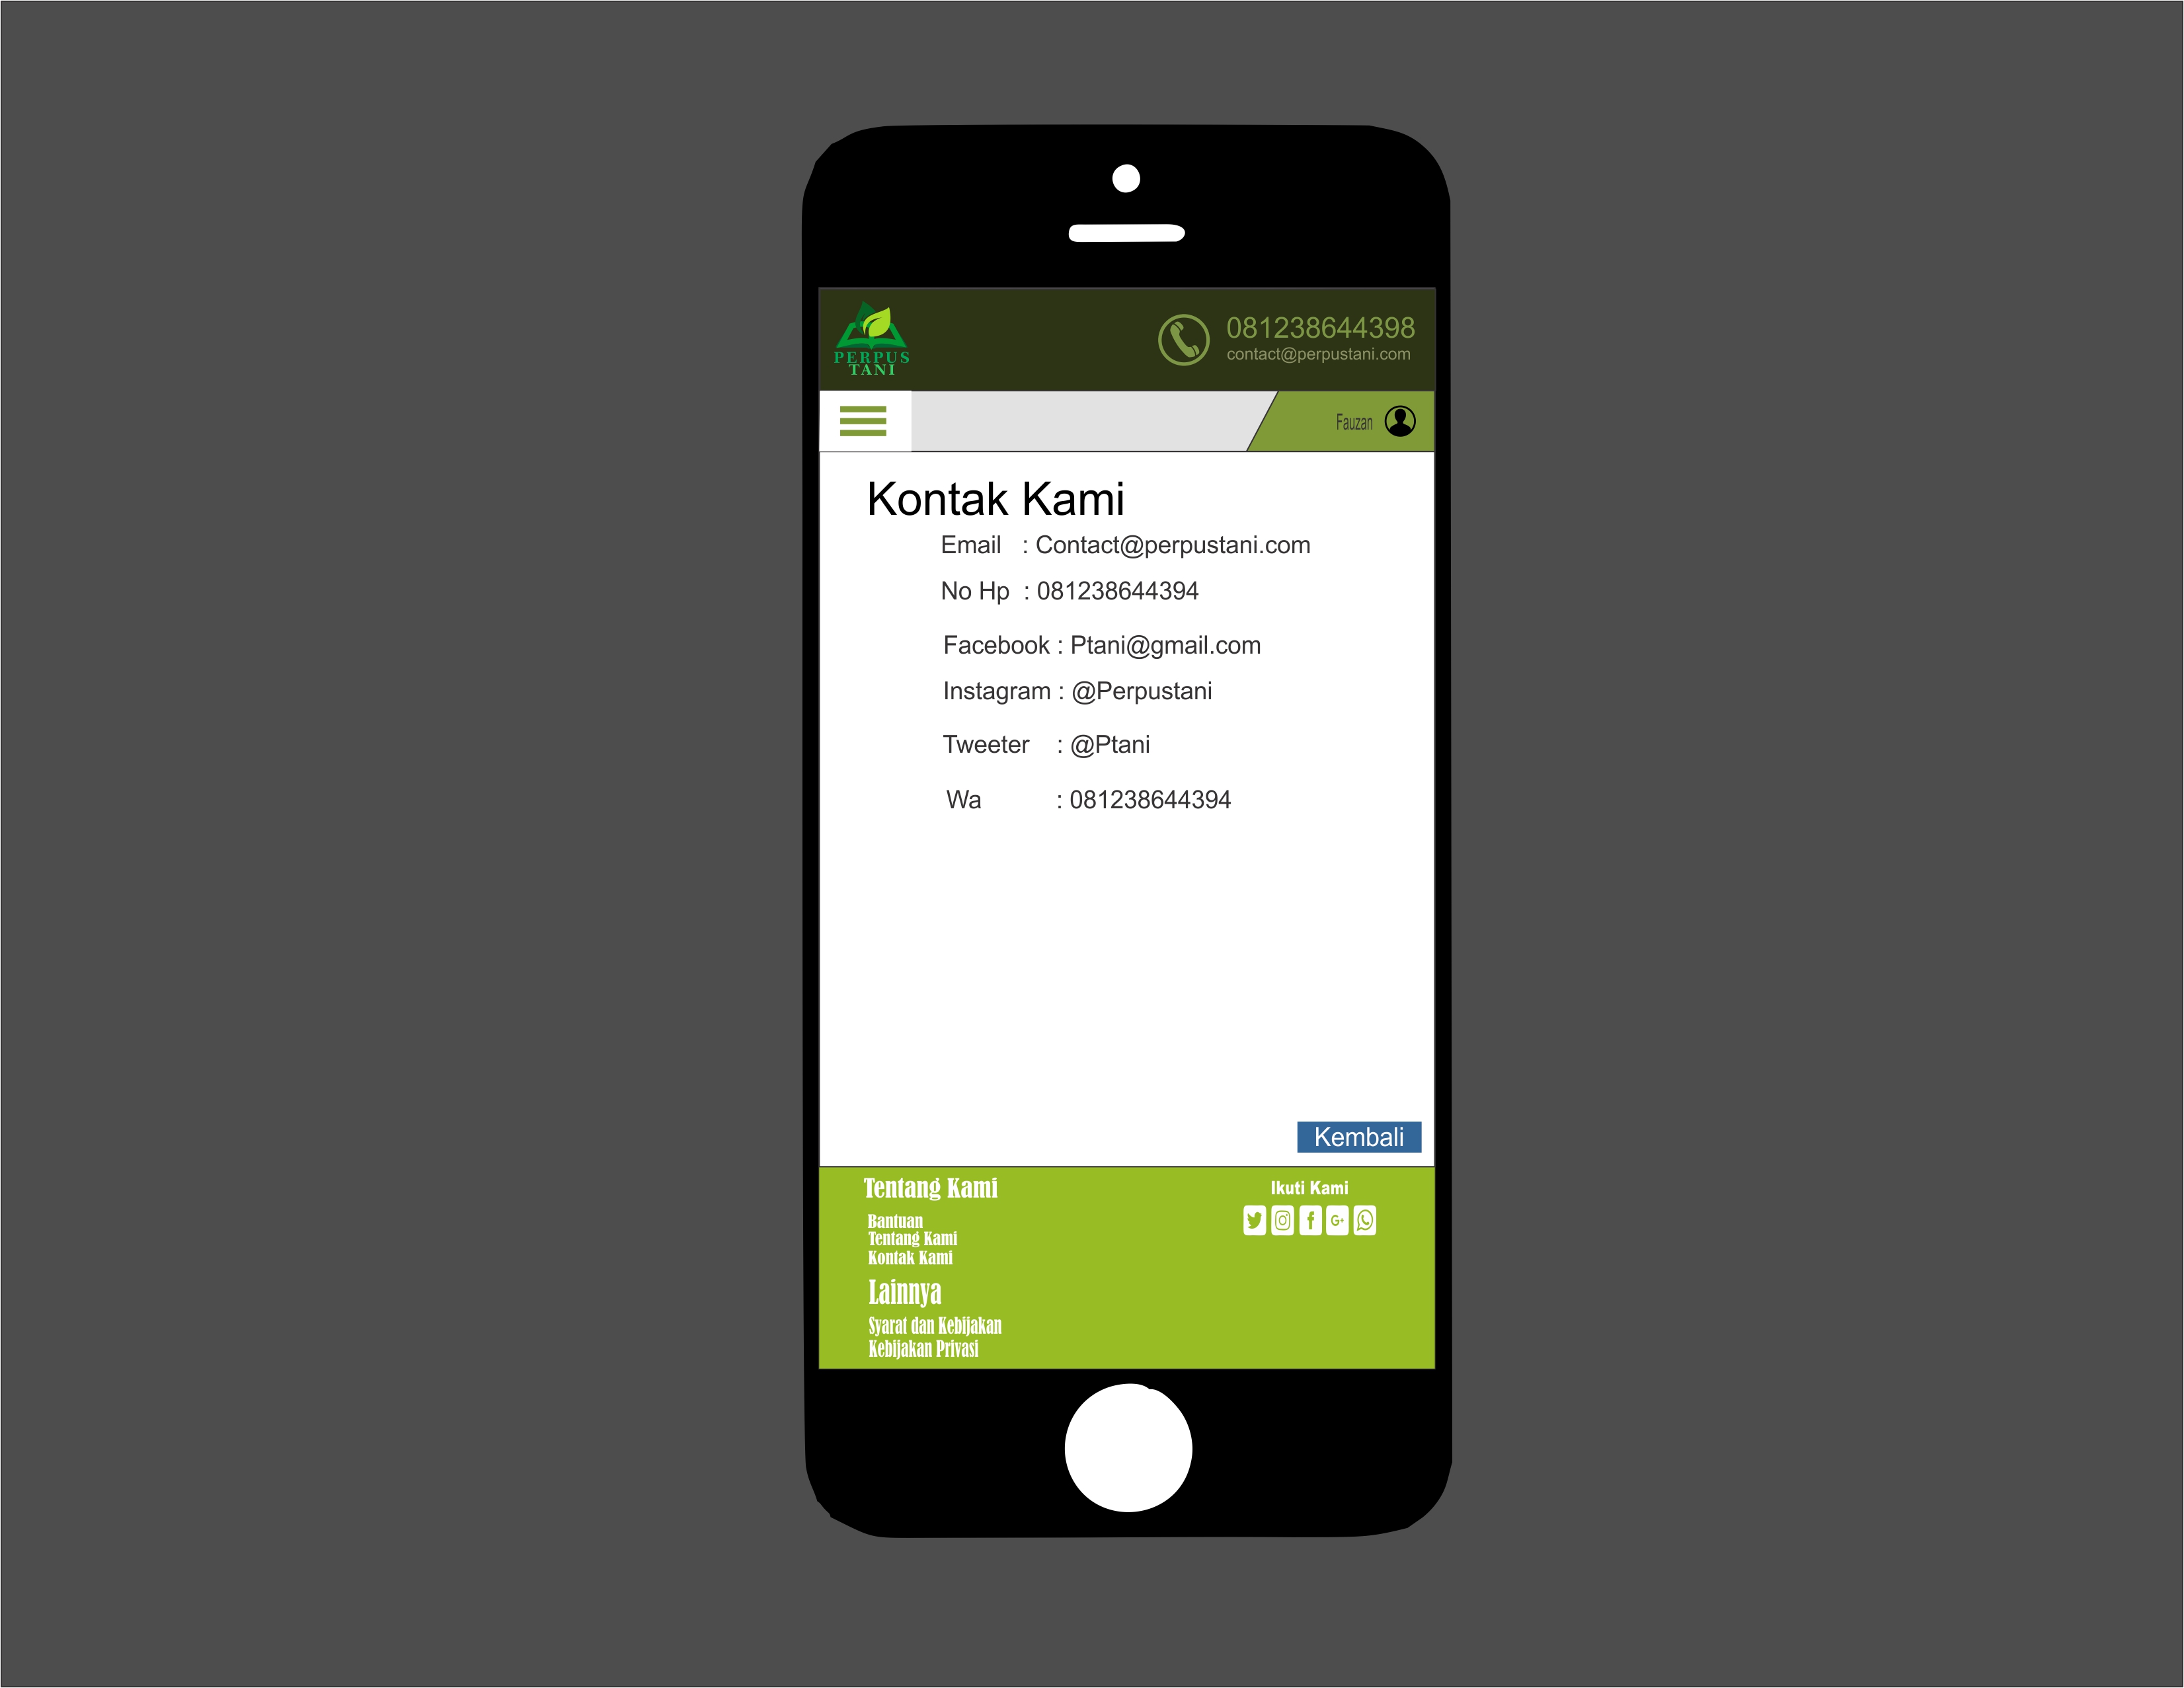 PERPUS
TANI
081238644398
contact@perpustani.com
Fauzan
Kontak Kami
Email : Contact@perpustani.com
No Hp : 081238644394
Facebook : Ptani@gmail.com
Instagram : @Perpustani
Tweeter : @Ptani
Wa : 081238644394
Kembali
Tentang Kami
Bantuan
Tentang Kami
Kontak Kami
Lainnya
Syarat dan Kebijakan
Kebijakan Privasi
Ikuti Kami
G+